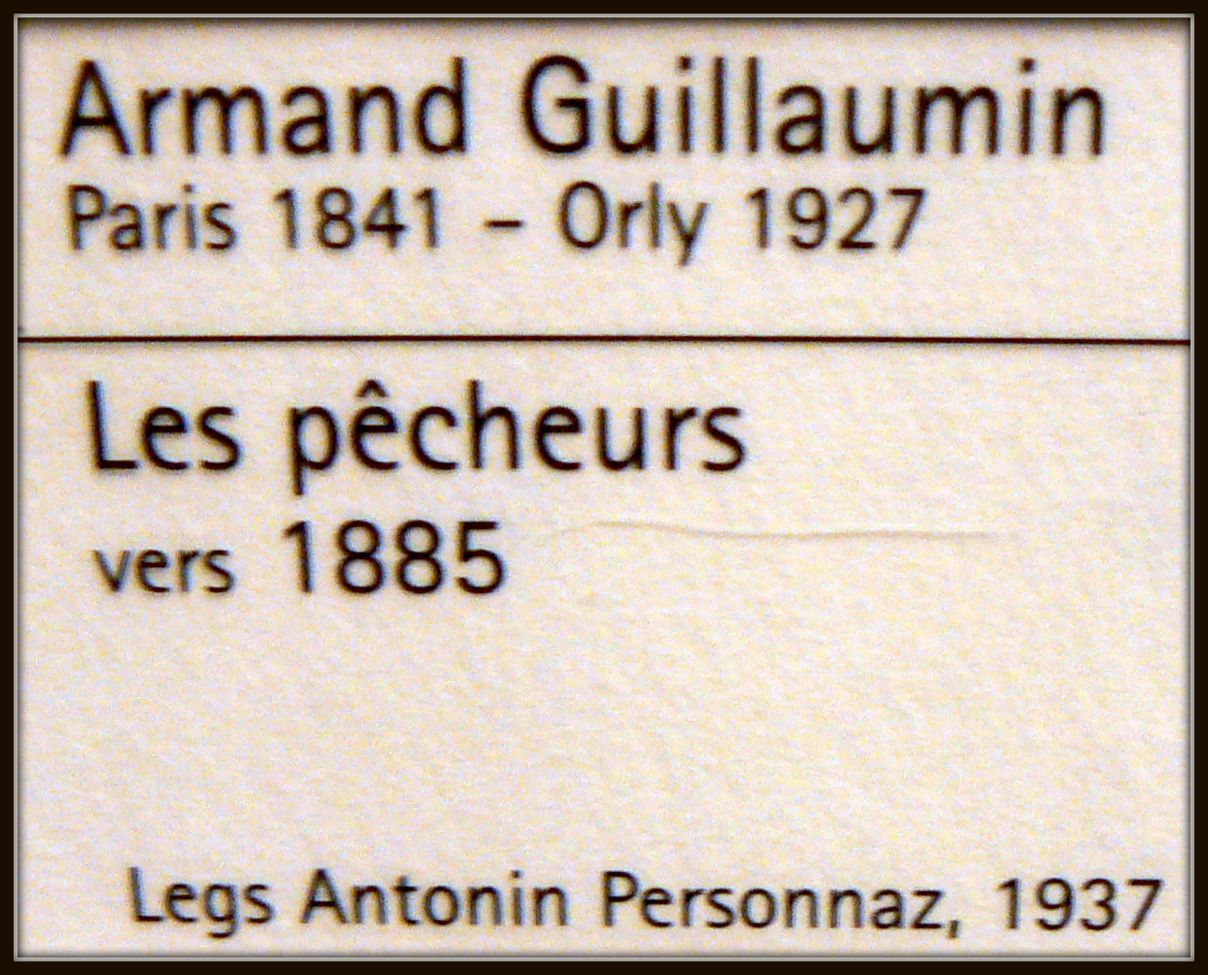 Armand Guillaumin
Paris 1841 – Orly 1927
Les pêcheurs
vers 1885
Legs Antonin Personnaz, 1937